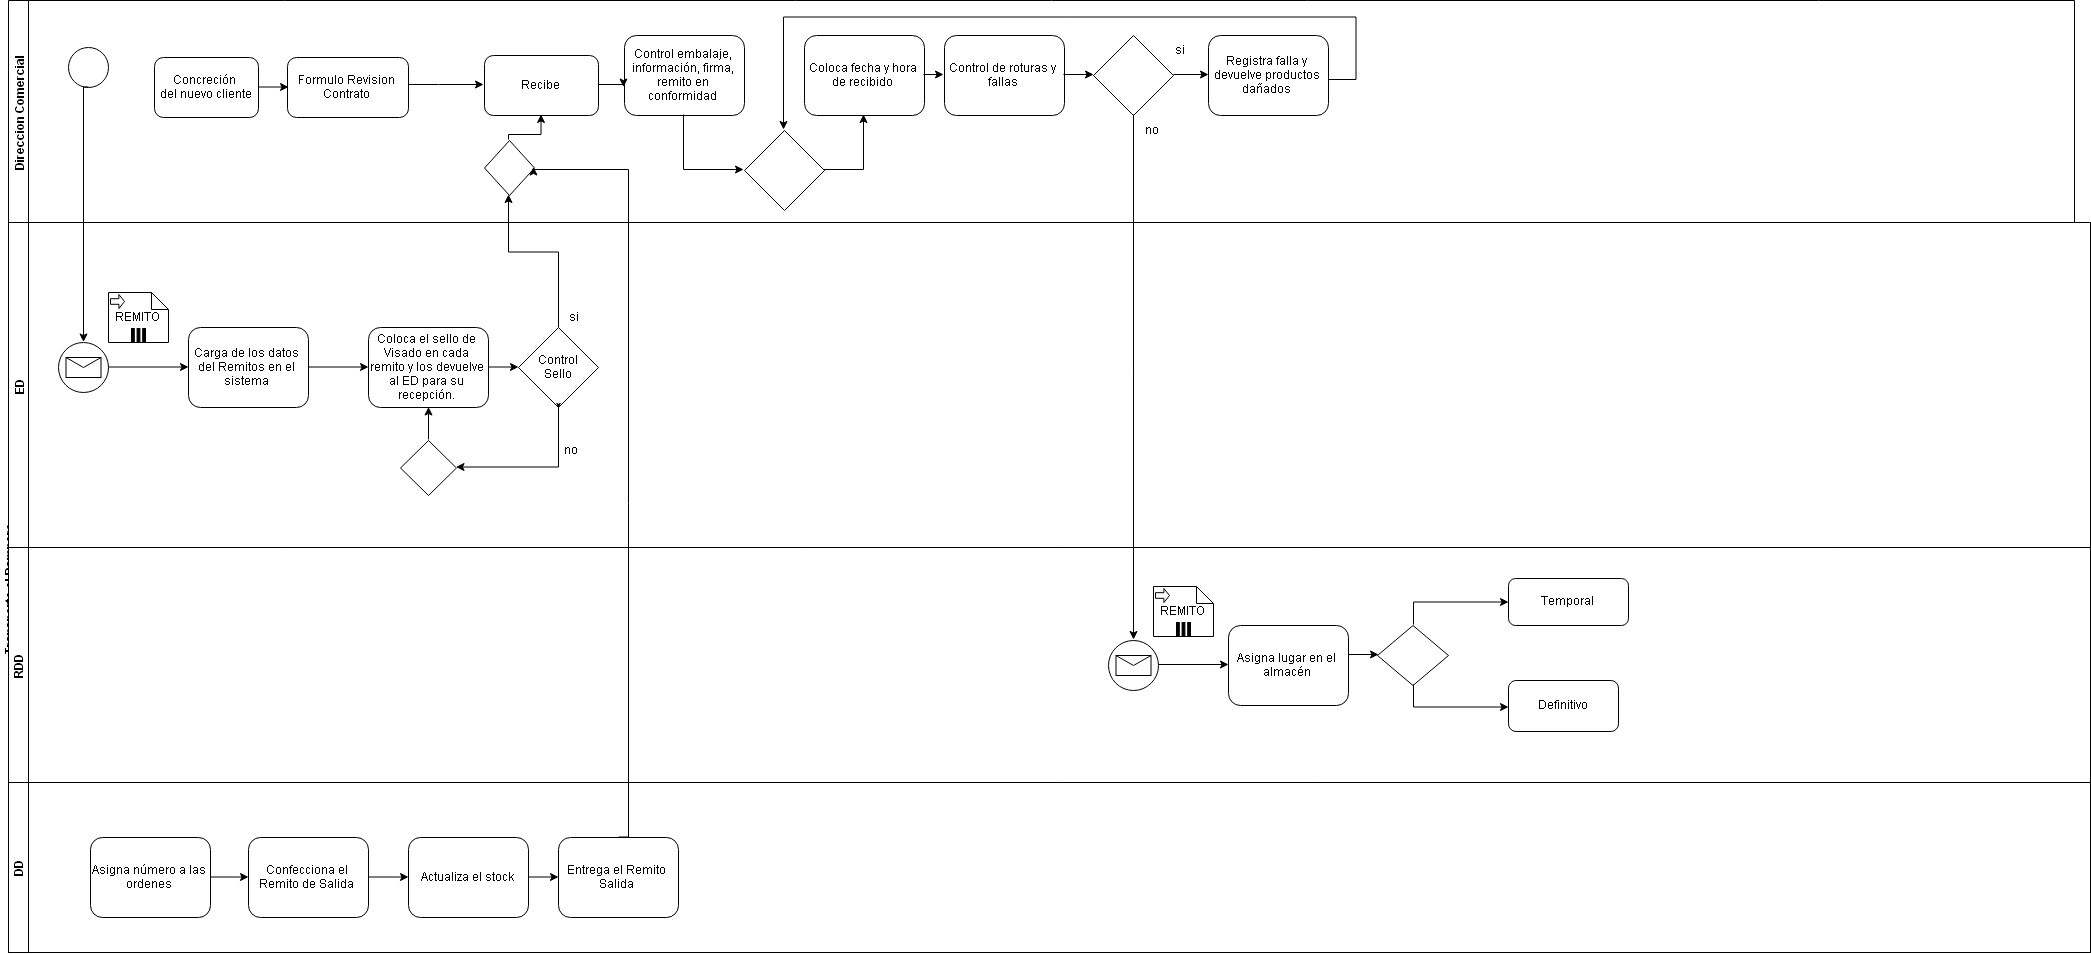 Direccion Comercial
Concreción
del nuevo cliente
Formulo Revision
Contrato
Recibe
Control embalaje,
información, firma,
remito en
conformidad
Coloca fecha y hora
de recibido
Control de roturas y
fallas
si
no
Registra falla y
devuelve productos
dañados
ED
REMITO
Carga de los datos
del Remitos en el
sistema
Coloca el sello de
Visado en cada
remito y los devuelve
al ED para su
recepción.
Control
Sello
si
no
RDD
REMITO
Asigna lugar en el
almacén
Temporal
Definitivo
DD
Asigna número a las
ordenes
Confecciona el
Remito de Salida
Actualiza el stock
Entrega el Remito
Salida